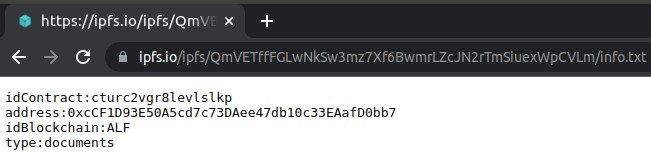 https://ipfs.io/ipfs/QmVE
ipfs.io/ipfs/QmVETffFGLwNkSw3mz7Xf6BwmrLZcJN2rTmSiuexWpCVLm/info.txt
idContract:cturc2vgr8levlslkp
address:0xcCF1D93E50A5cd7c73DAee47db10c33EAafD0bb7
idBlockchain:ALF
type:documents